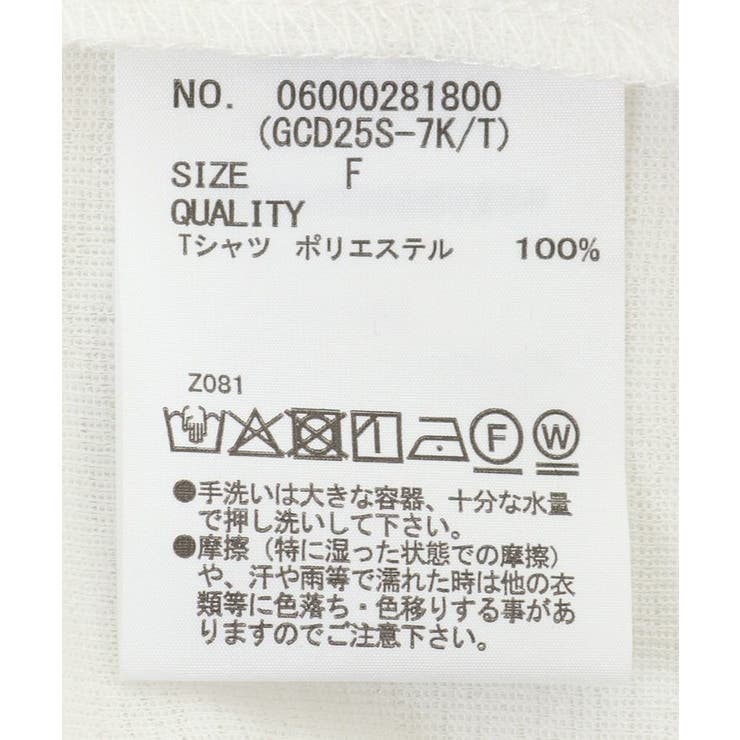 NO. 06000281800
(GCD25S-7K/T)
SIZE F
QUALITY
Tシャツ ポリエステル 100%
Z081
F W
●手洗いは大きな容器、十分な水量
で押し洗いして下さい。
●摩擦（特に湿った状態での摩擦）
や、汗や雨等で濡れた時は他の衣
類等に色落ち・色移りする事があ
りますのでご注意下さい。